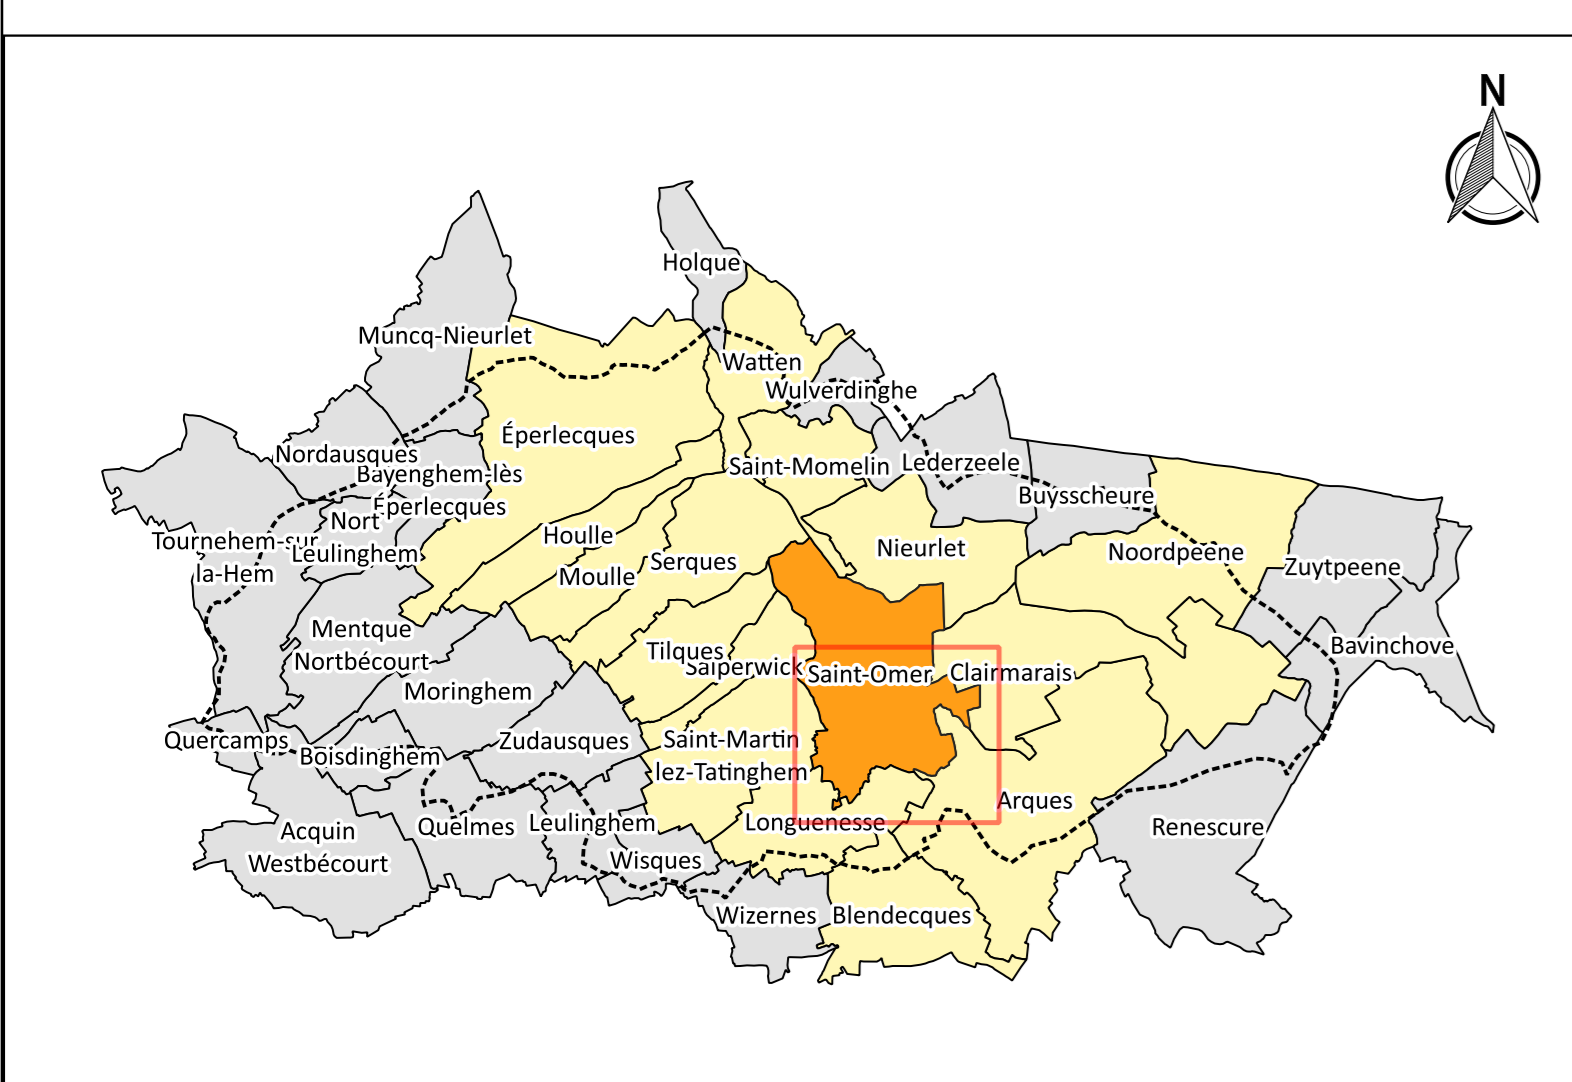 N
Holque
Muncq-Nieurlet
Watten
Wulverdinghe
Éperlecques
Nordausques
Bayenghem-lès
Éperlecques
Saint-Momelin
Lederzeele
Buysscheure
Nort
Leulinghem
Tournehem-sur
la-Hem
Houlle
Moulle
Serques
Nieurlet
Noordpeene
Zuytpeene
Mentque
Nortbécourt
Tilques
Salperwick
Saint-Omer
Clairmarais
Bavinchove
Moringhem
Quercamps
Boisdinghem
Zudausques
Saint-Martin
lez-Tatinghem
Arques
Acquin
Westbécourt
Quelmes
Leulinghem
Longuenesse
Renescure
Wisques
Wizernes
Blendecques